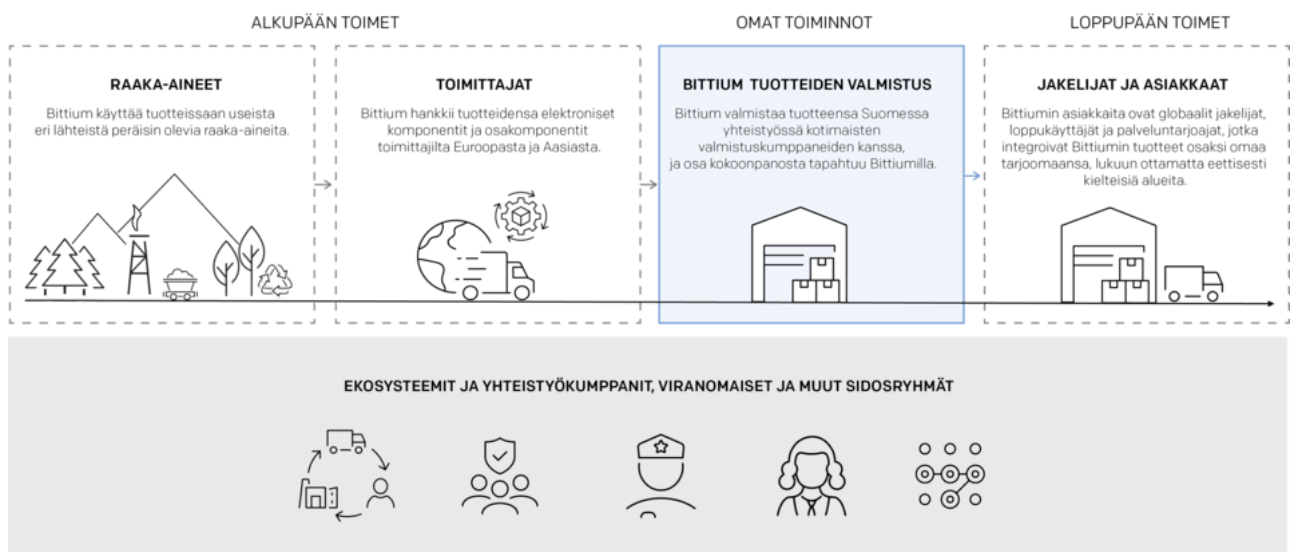 ALKUPÄÄN TOIMET
OMAT TOIMINNOT
LOPPUPÄÄN TOIMET
RAAKA-AINEET
Bittium käyttää tuotteissaan useista
eri lähteistä peräisin olevia raaka-aineita.
TOIMITTAJAT
Bittium hankkii tuotteidensa elektroniset
komponentit ja osakomponentit
toimittajilta Euroopasta ja Aasiasta.
BITTIUM TUOTTEIDEN VALMISTUS
Bittium valmistaa tuotteensa Suomessa
yhteistyössä kotimaisten
valmistuskumppaneiden kanssa,
ja osa kokoonpanosta tapahtuu Bittiumilla.
JAKELIJAT JA ASIAKKAAT
Bittiumin asiakkaita ovat globaalit jakelijat,
loppukäyttäjät ja palveluntarjoajat, jotka
integroivat Bittiumin tuotteet osaksi omaa
tarjoomaansa, lukuun ottamatta eettisesti
kielteisiä alueita.
EKOSYSTEEMIT JA YHTEISTYÖKUMPPANIT, VIRANOMAISET JA MUUT SIDOSRYHMÄT